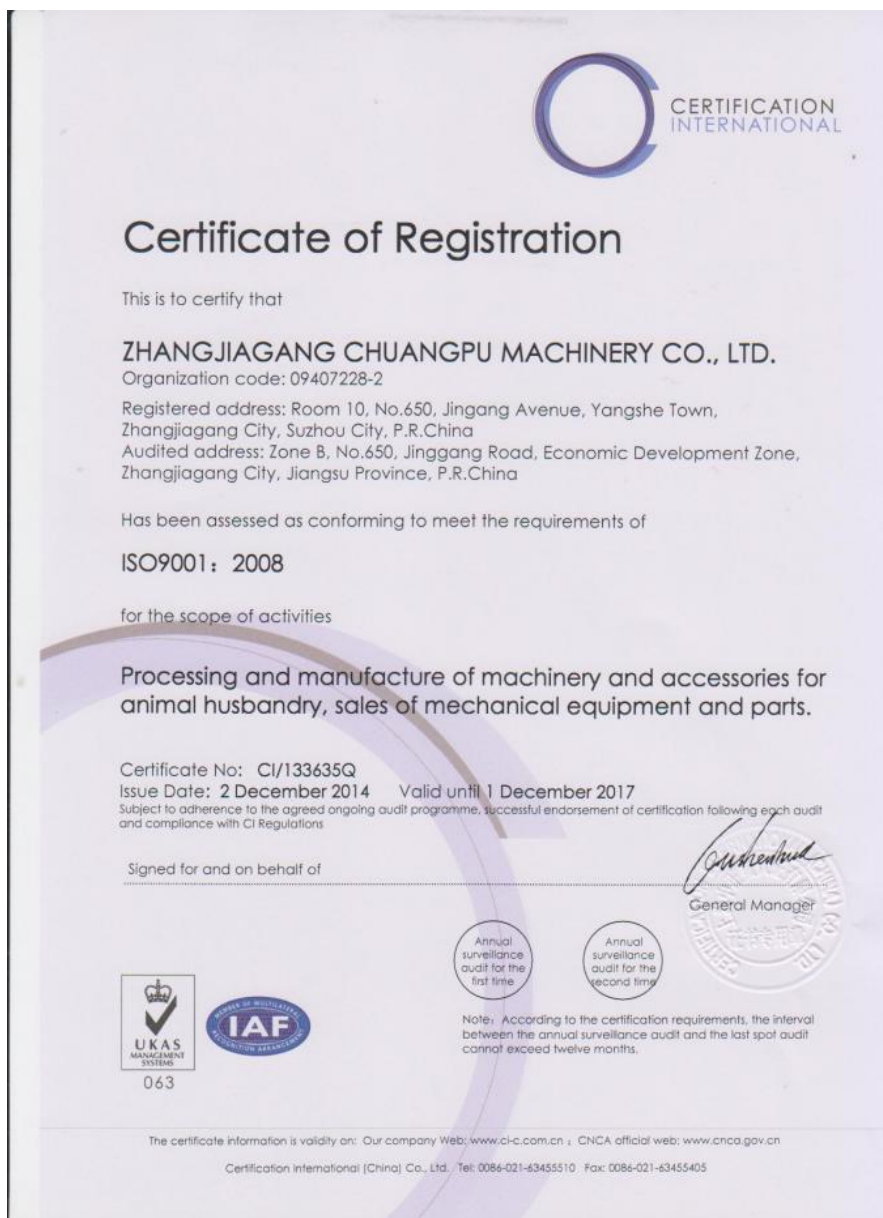 CERTIFICATION
INTERNATIONAL
Certificate of Registration
This is to certify that
ZHANGJIAGANG CHUANGPU MACHINERY CO., LTD.
Organization code: 09407228-2
Registered address: Room 10, No.650, Jingang Avenue, Yangshe Town,
Zhangjiagang City, Suzhou City, P.R.China
Audited address: Zone B, No.650, Jinggang Road, Economic Development Zone,
Zhangjiagang City, Jiangsu Province, P.R.China
Has been assessed as conforming to meet the requirements of
ISO9001: 2008
for the scope of activities
Processing and manufacture of machinery and accessories for
animal husbandry, sales of mechanical equipment and parts.
Certificate No: CI/133635Q
Issue Date: 2 December 2014 Valid until 1 December 2017
Subject to adherence to the agreed ongoing audit programme, successful endorsement of certification following each audit
and compliance with CI Regulations
Signed for and on behalf of
General Manager
Annual
surveillance
audit for the
first time
Annual
surveillance
audit for the
second time
Note: According to the certification requirements, the interval
between the annual surveillance audit and the last spot audit
cannot exceed twelve months.
UKAS
MANAGEMENT
SYSTEMS
063
MEMBER OF MULTILATERAL
IAF
RECOGNITION ARRANGEMENT
The certificate information is validity on: Our company Web: www.ci-c.com.cn ; CNCA official web: www.cnca.gov.cn
Certification International (China) Co., Ltd. Tel: 0086-021-63455510 Fax: 0086-021-63455405